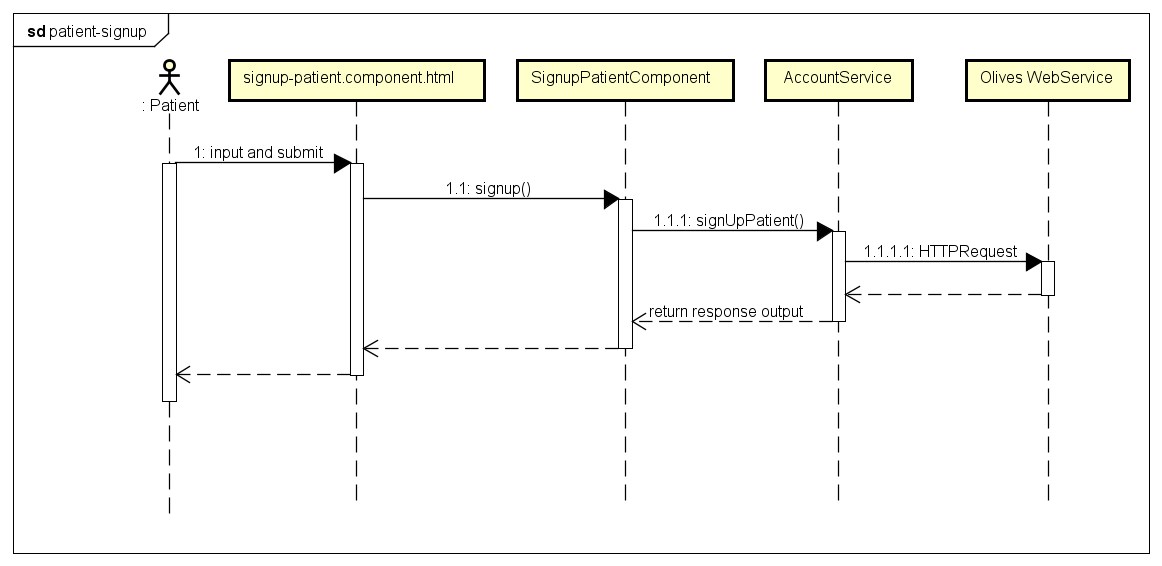 sd patient-signup
: Patient
signup-patient.component.html
SignupPatientComponent
AccountService
Olives WebService
1: input and submit
1.1: signup()
1.1.1: signUpPatient()
1.1.1.1: HTTPRequest
return response output